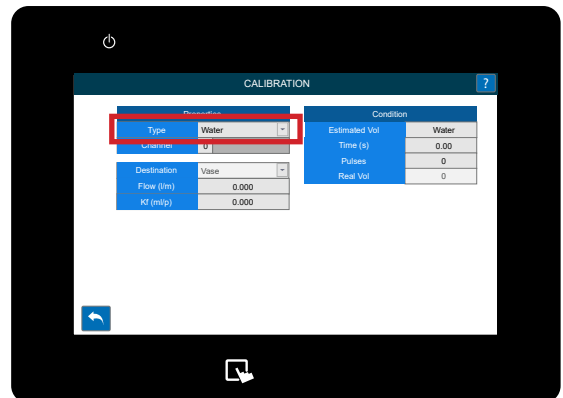 CALIBRATION ?
Properties
Type Water
Channel 0
Destination Vase
Flow (l/m) 0.000
Kf (ml/p) 0.000
Condition
Estimated Vol Water
Time (s) 0.00
Pulses 0
Real Vol 0